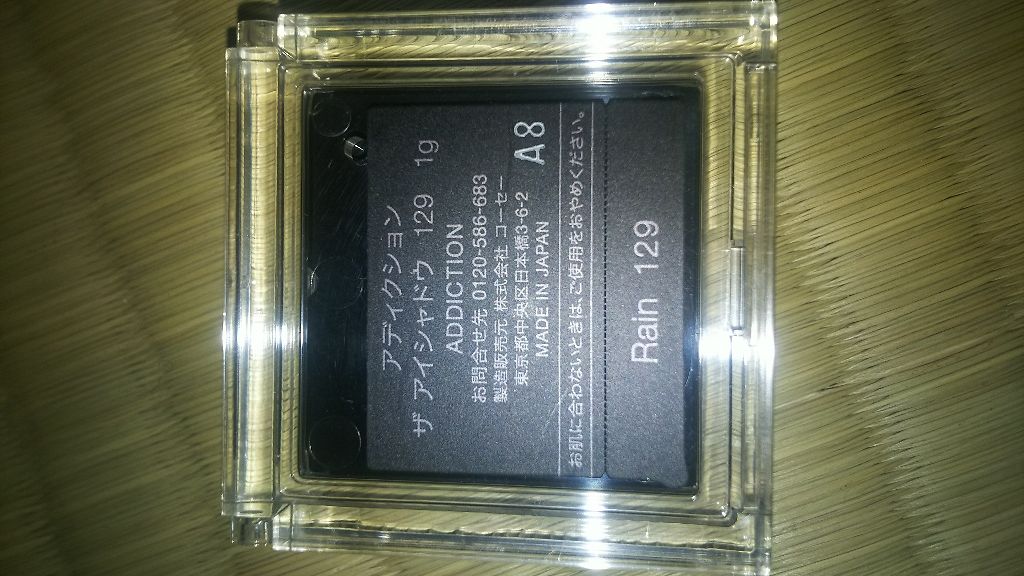 アディクション
ザ アイシャドウ 129 1g
ADDICTION
お問合せ先 0120-586-683
製造販売元 株式会社 コーセー
東京都中央区日本橋3-6-2
MADE IN JAPAN
A8
お肌に合わないときは、ご使用をおやめください。
Rain 129